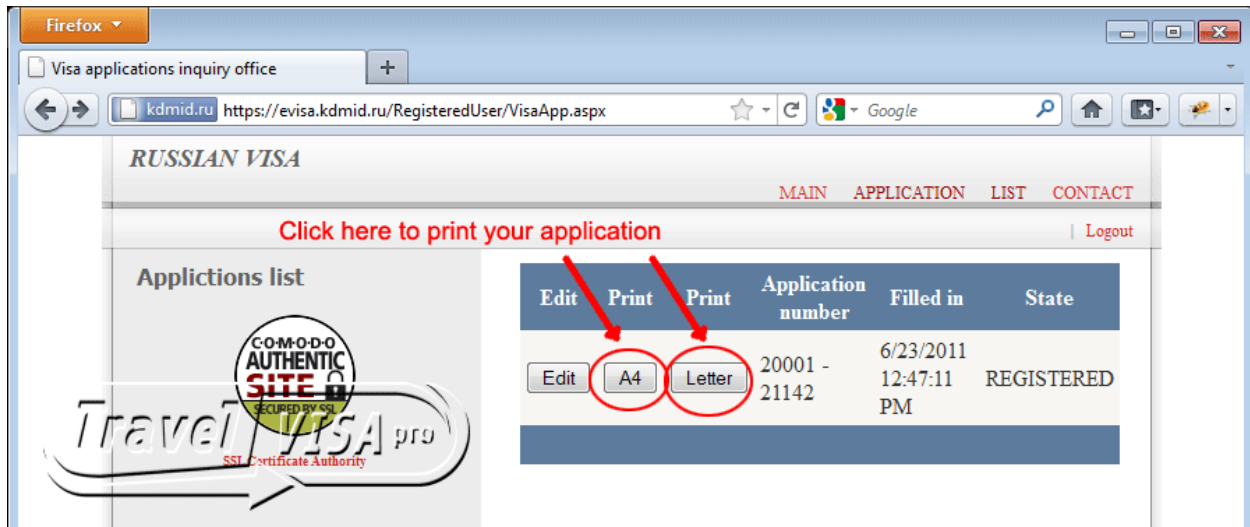 Firefox
Visa applications inquiry office
kdmid.ru https://evisa.kdmid.ru/RegisteredUser/VisaApp.aspx Google
RUSSIAN VISA
MAIN APPLICATION LIST CONTACT
Click here to print your application
| Logout
Applictions list
Edit Print Print Application number Filled in State
Edit A4 Letter 20001 - 21142 6/23/2011 12:47:11 PM REGISTERED
C·O·M·O·D·O
AUTHENTIC
SITE
SECURED BY SSL
Travel VISA pro
SSL Certificate Authority